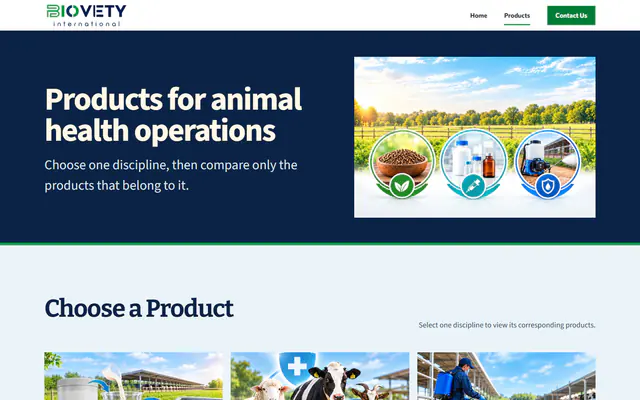 BIOVETY
international
Home
Products
Contact Us
Products for animal
health operations
Choose one discipline, then compare only the
products that belong to it.
Choose a Product
Select one discipline to view its corresponding products.